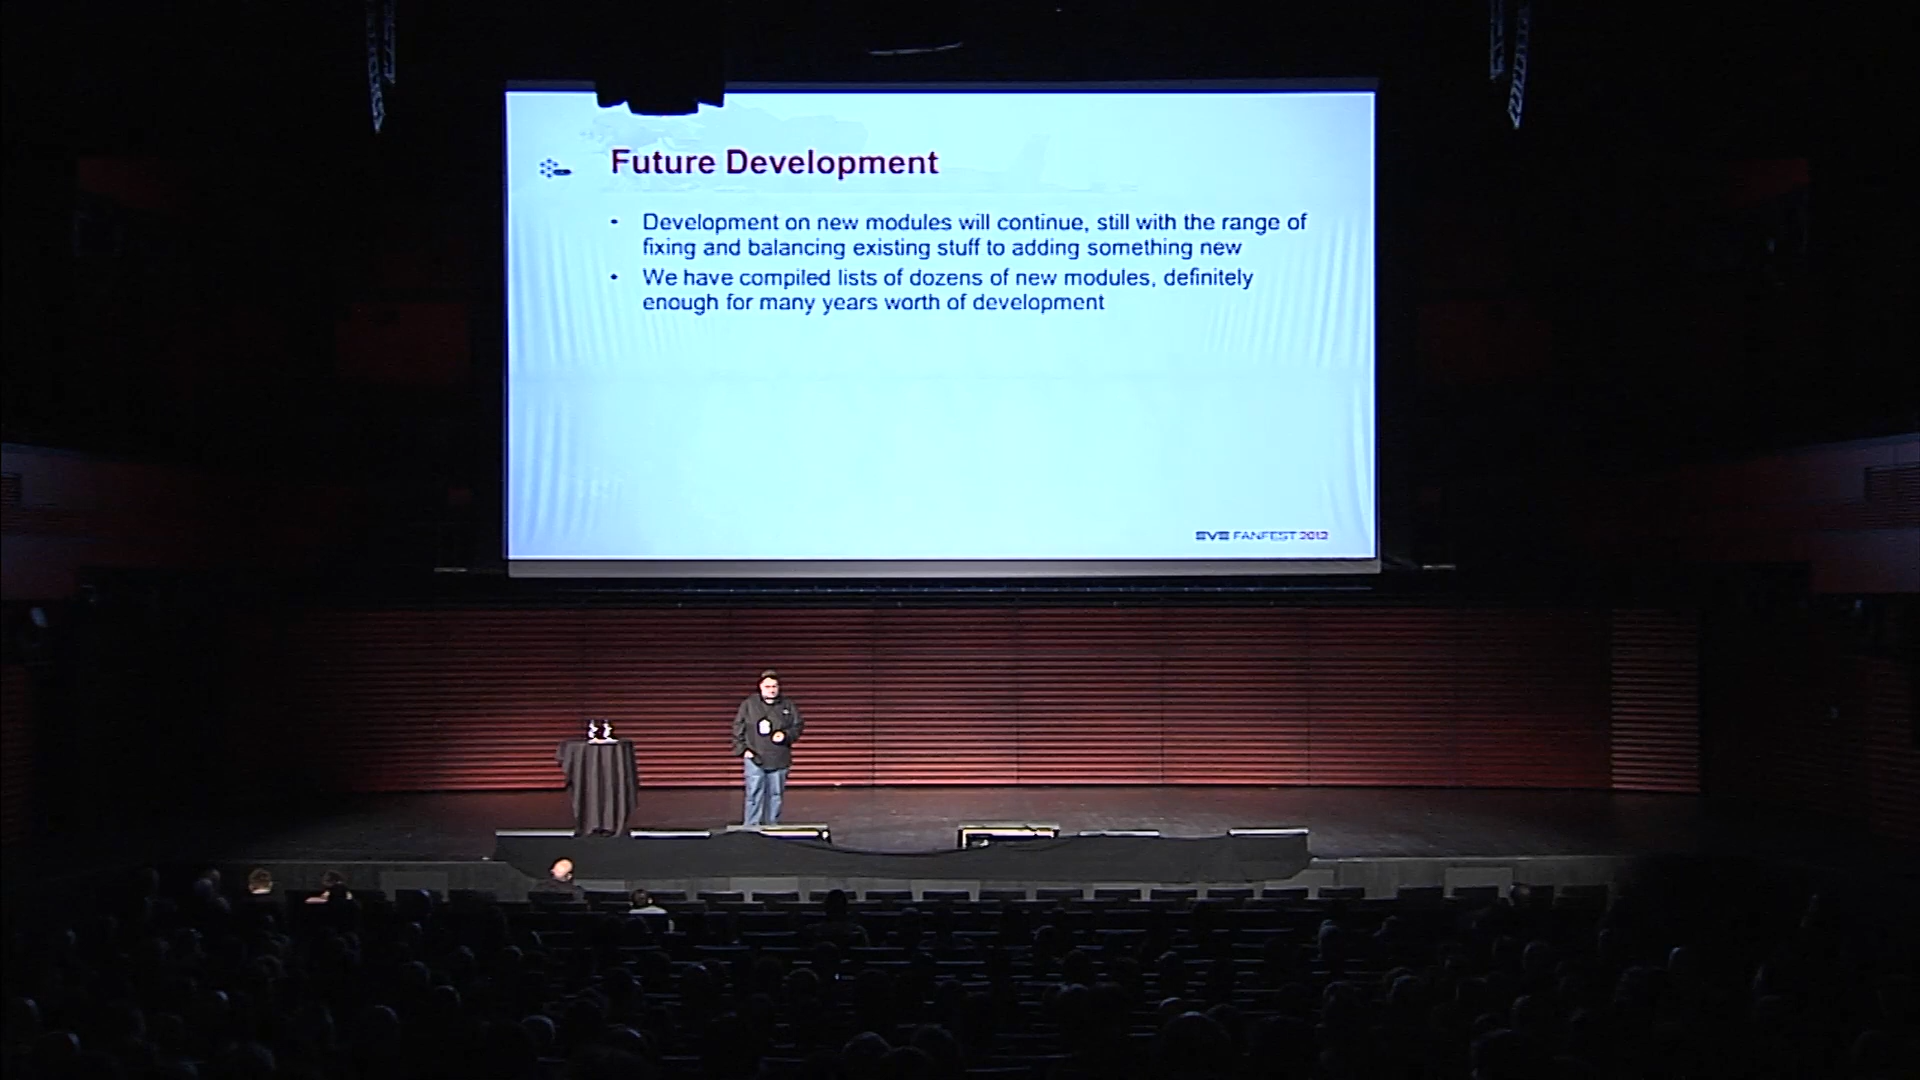 Future Development
• Development on new modules will continue, still with the range of
fixing and balancing existing stuff to adding something new
• We have compiled lists of dozens of new modules, definitely
enough for many years worth of development
EVE FANFEST 2012